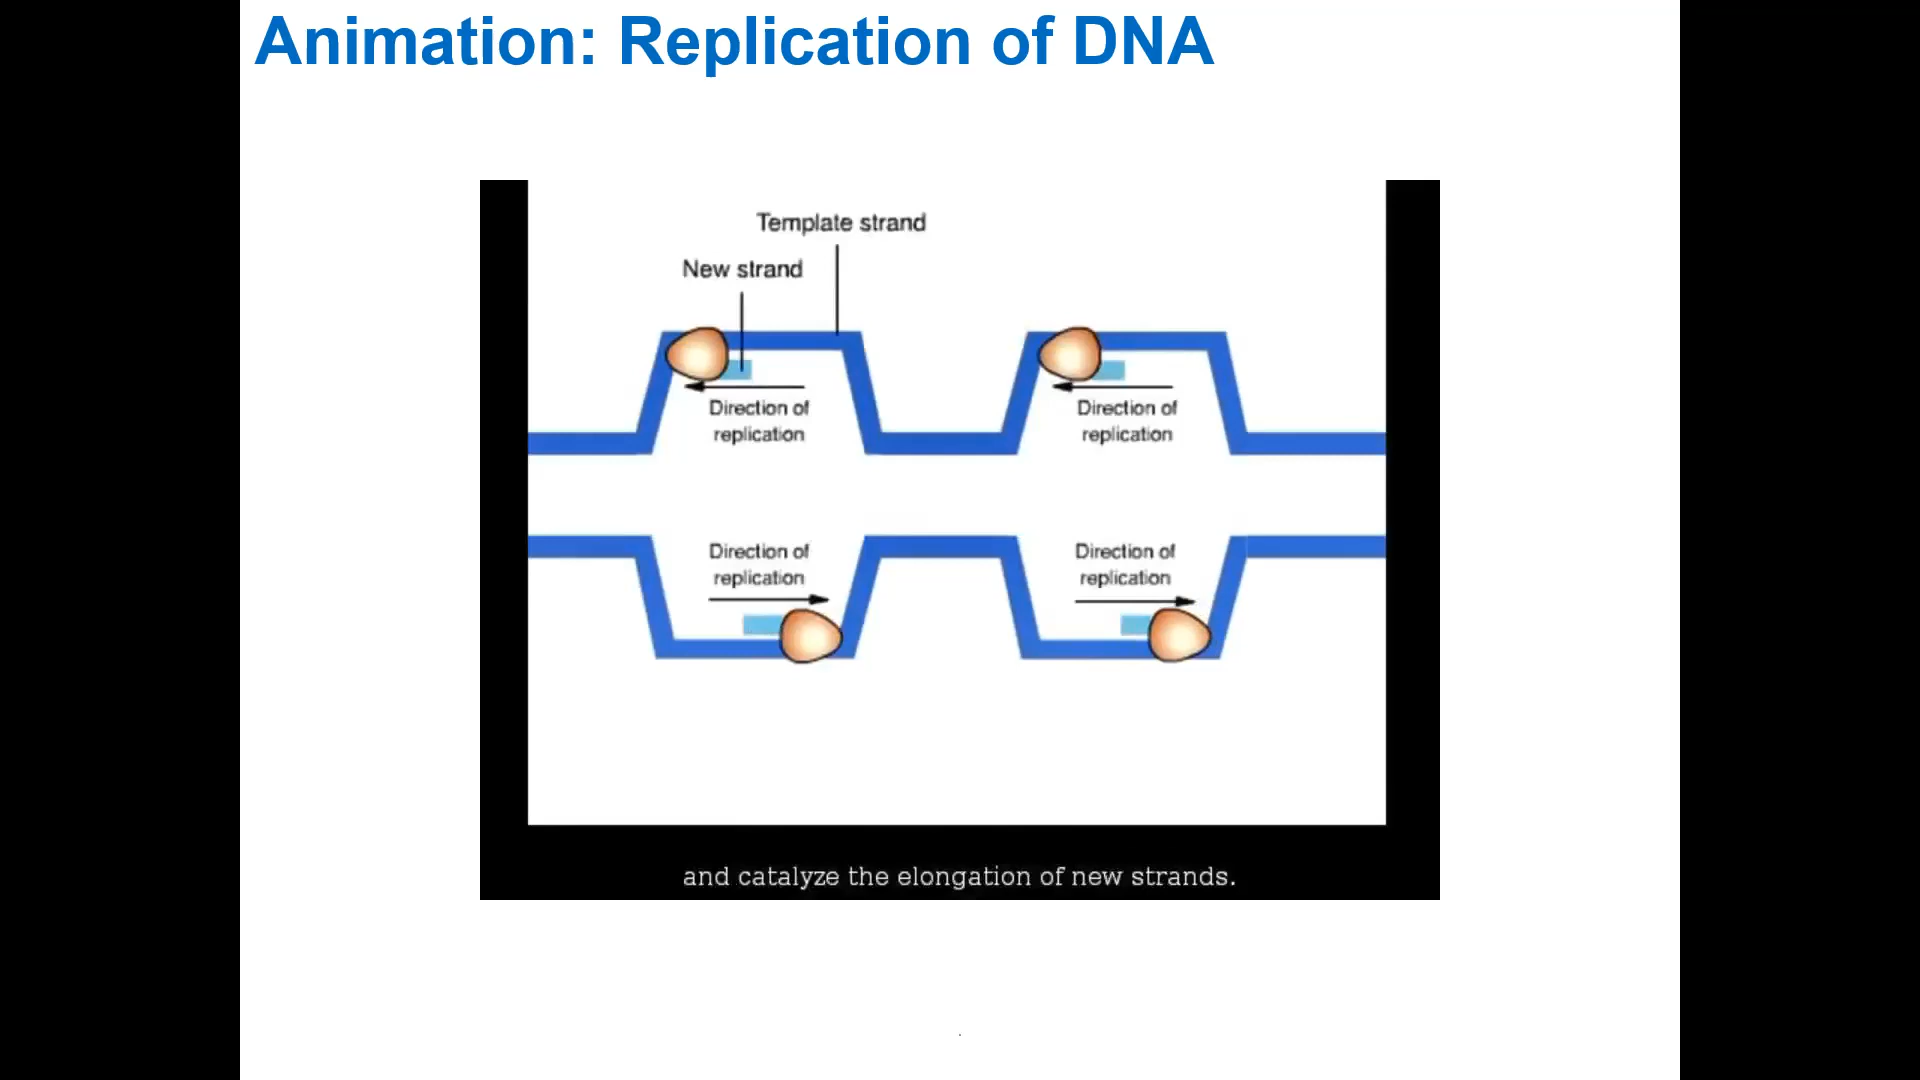 Animation: Replication of DNA
Template strand
New strand
Direction of
replication
Direction of
replication
Direction of
replication
Direction of
replication
and catalyze the elongation of new strands.